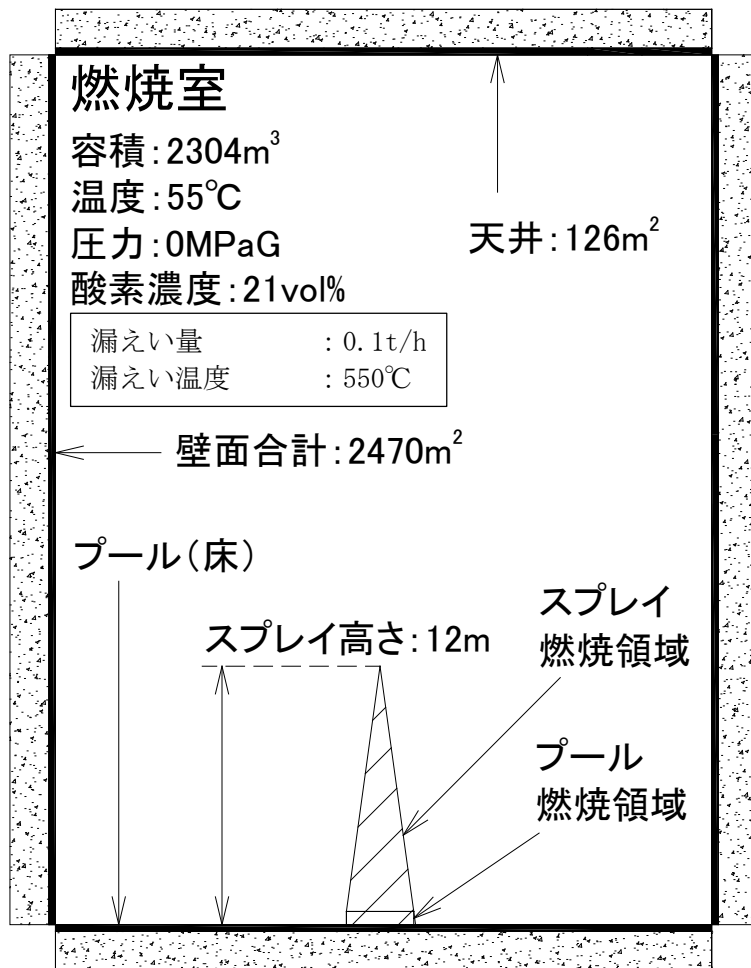 燃焼室
容積:2304m³
温度:55℃
圧力:0MPaG
酸素濃度:21vol%
天井:126m²
漏えい量 :0.1t/h
漏えい温度 :550℃
壁面合計:2470m²
プール(床)
スプレイ高さ:12m
スプレイ
燃焼領域
プール
燃焼領域